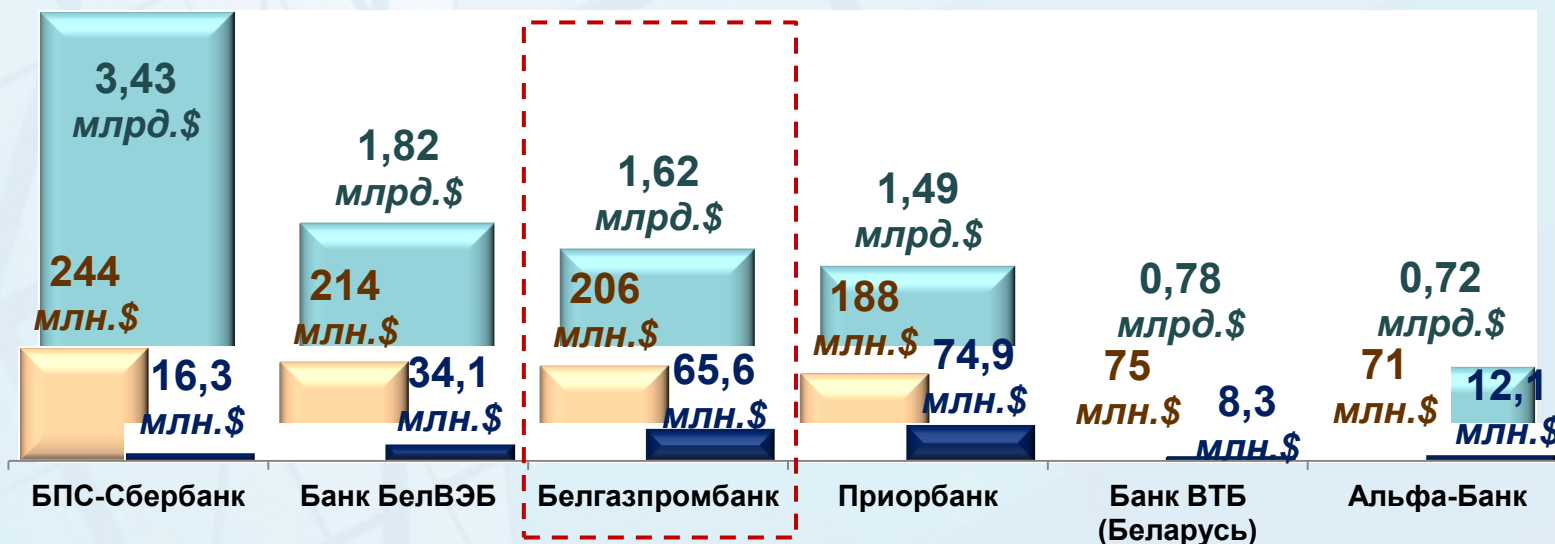 3,43
млрд.$
244
млн.$
16,3
млн.$
БПС-Сбербанк
1,82
млрд.$
214
млн.$
34,1
млн.$
Банк БелВЭБ
1,62
млрд.$
206
млн.$
65,6
млн.$
Белгазпромбанк
1,49
млрд.$
188
млн.$
74,9
млн.$
Приорбанк
0,78
млрд.$
75
млн.$
8,3
млн.$
Банк ВТБ
(Беларусь)
0,72
млрд.$
71
млн.$
12,1
млн.$
Альфа-Банк